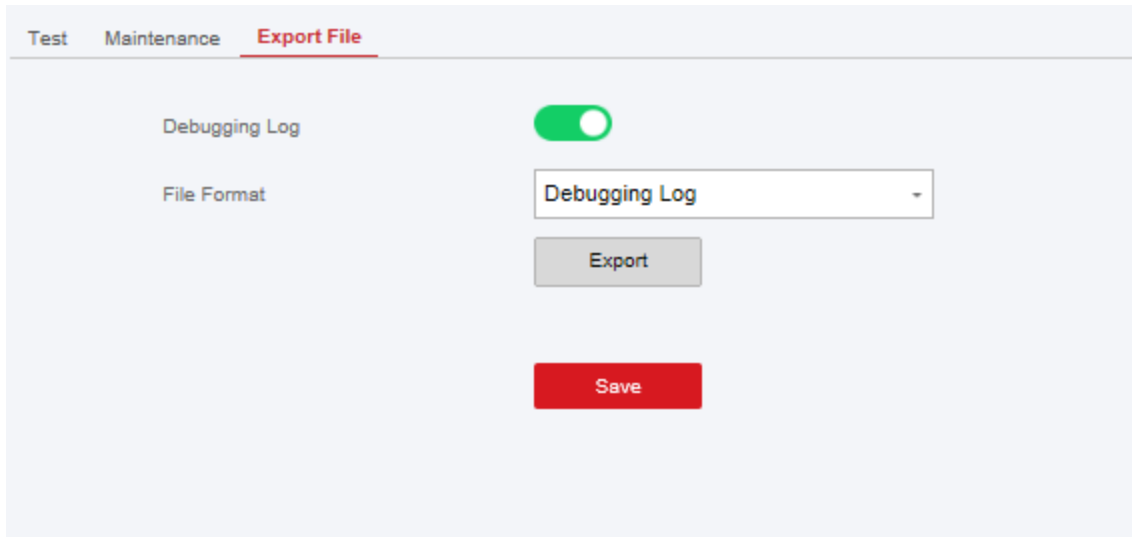 Test Maintenance Export File
Debugging Log
File Format Debugging Log
Export
Save